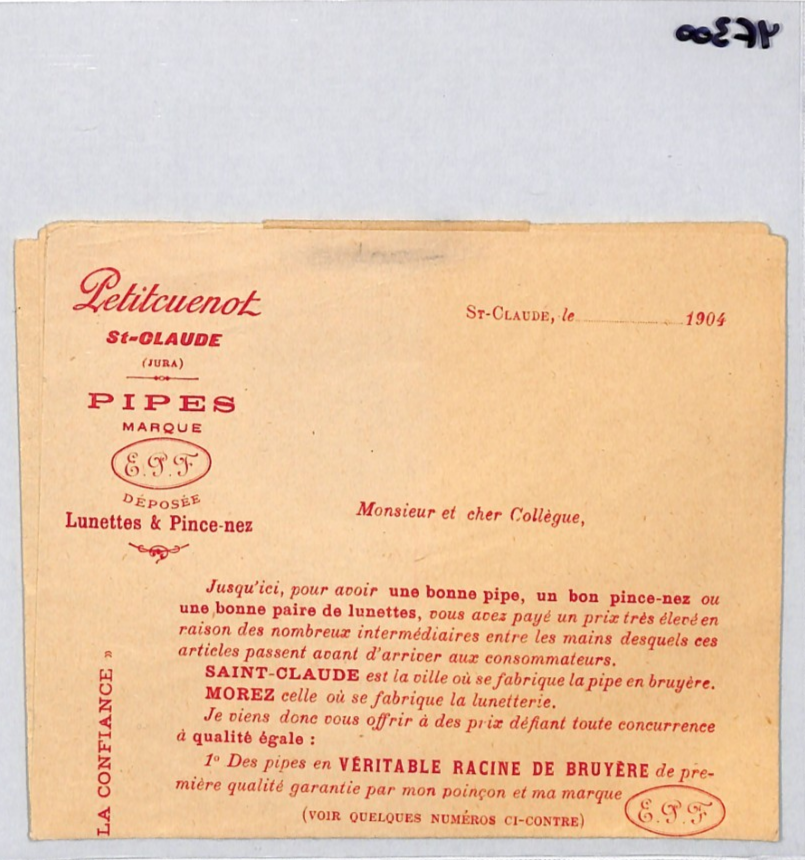 YF300
Petitcuenot
St-CLAUDE
(JURA)
PIPES
MARQUE
E.P.F
DÉPOSÉE
Lunettes & Pince-nez
St-Claude, le 1904
Monsieur et cher Collègue,
Jusqu'ici, pour avoir une bonne pipe, un bon pince-nez ou
une bonne paire de lunettes, vous avez payé un prix très élevé en
raison des nombreux intermédiaires entre les mains desquels ces
articles passent avant d'arriver aux consommateurs.
SAINT-CLAUDE est la ville où se fabrique la pipe en bruyère.
MOREZ celle où se fabrique la lunetterie.
Je viens donc vous offrir à des prix défiant toute concurrence
à qualité égale :
1º Des pipes en VÉRITABLE RACINE DE BRUYÈRE de pre-
mière qualité garantie par mon poinçon et ma marque E.P.F
(VOIR QUELQUES NUMÉROS CI-CONTRE)
LA CONFIANCE »